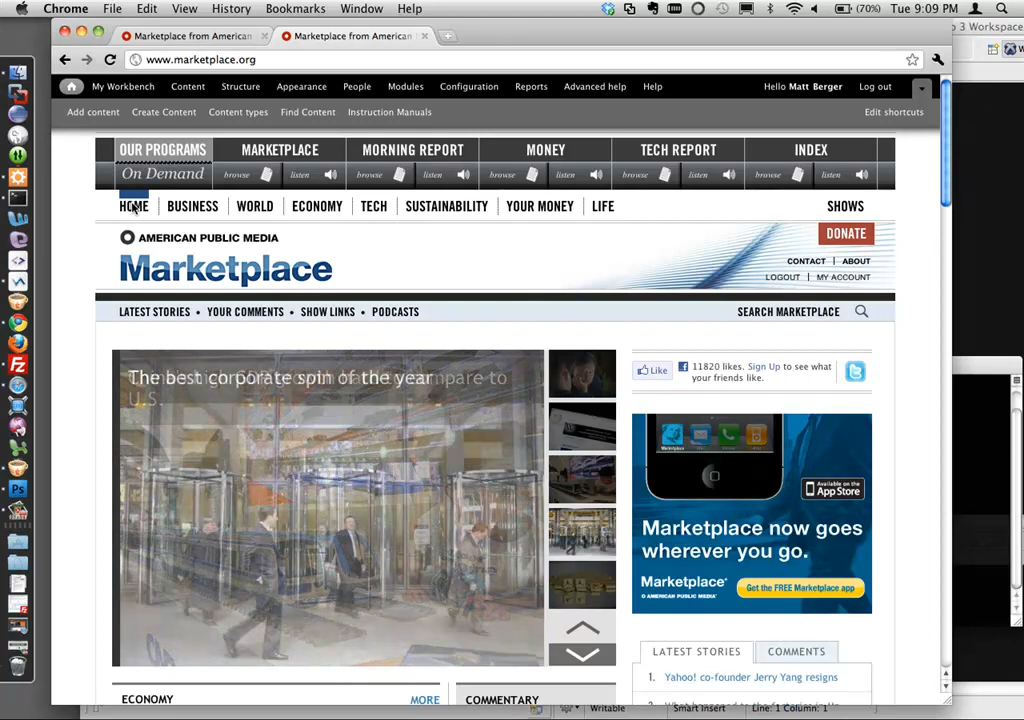 Chrome File Edit View History Bookmarks Window Help (70%) Tue 9:09 PM
Marketplace from American
Marketplace from American
www.marketplace.org
My Workbench Content Structure Appearance People Modules Configuration Reports Advanced help Help Hello Matt Berger Log out
Add content Create Content Content types Find Content Instruction Manuals Edit shortcuts
OUR PROGRAMS MARKETPLACE MORNING REPORT MONEY TECH REPORT INDEX
On Demand browse listen browse listen browse listen browse listen browse listen
HOME BUSINESS WORLD ECONOMY TECH SUSTAINABILITY YOUR MONEY LIFE SHOWS
AMERICAN PUBLIC MEDIA
Marketplace
DONATE
CONTACT | ABOUT
LOGOUT | MY ACCOUNT
LATEST STORIES • YOUR COMMENTS • SHOW LINKS • PODCASTS SEARCH MARKETPLACE
The best corporate spin of the year
U.S.
Like 11820 likes. Sign Up to see what
your friends like.
Available on the
App Store
Marketplace now goes
wherever you go.
Marketplace
AMERICAN PUBLIC MEDIA
Get the FREE Marketplace app
LATEST STORIES COMMENTS
1. Yahoo! co-founder Jerry Yang resigns
ECONOMY MORE COMMENTARY
Writable Smart Insert Line: 1 Column: 1
3 Workspace